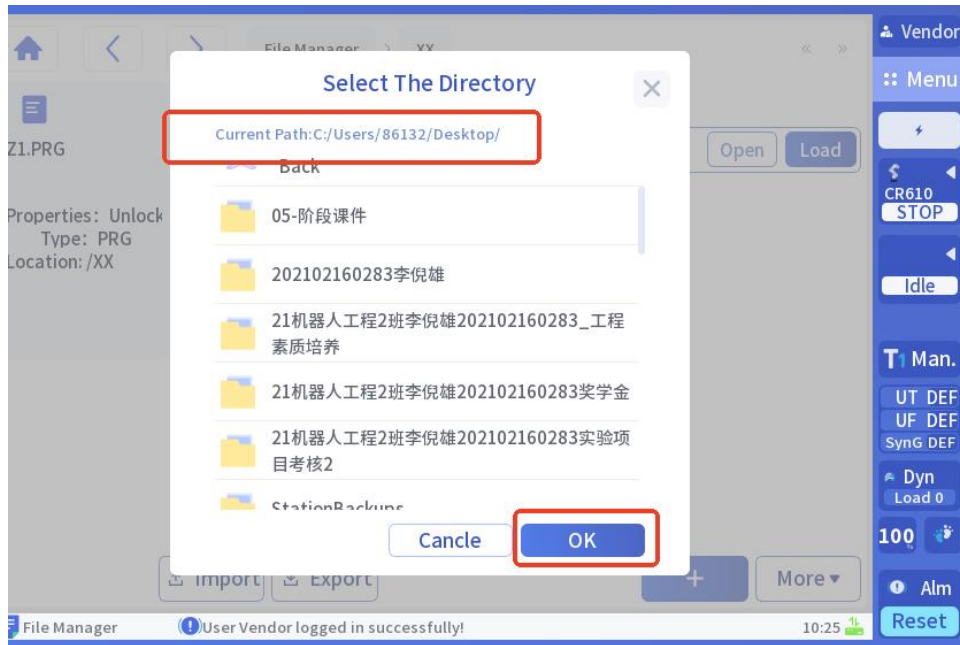 File Manager > XX
« »
Select The Directory
Z1.PRG
Properties: Unlock
Type: PRG
Location: /XX
Current Path:C:/Users/86132/Desktop/
Back
05-阶段课件
202102160283李倪雄
21机器人工程2班李倪雄202102160283_工程
素质培养
21机器人工程2班李倪雄202102160283奖学金
21机器人工程2班李倪雄202102160283实验项
目考核2
StationBackups
Cancle
OK
Open
Load
Import
Export
+
More
File Manager
User Vendor logged in successfully!
10:25
Vendor
Menu
CR610
STOP
Idle
T1 Man.
UT DEF
UF DEF
SynG DEF
Dyn
Load 0
100
%
Alm
Reset